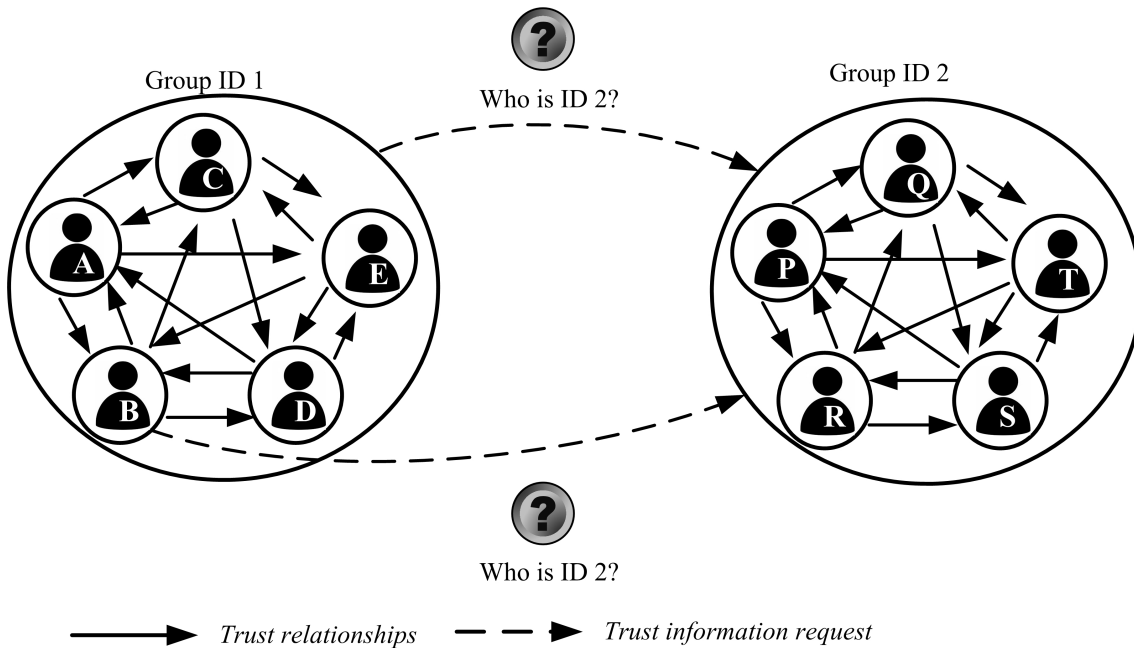 ?
Who is ID 2?
Group ID 1
Group ID 2
C
Q
A
E
P
T
B
D
R
S
?
Who is ID 2?
Trust relationships
Trust information request